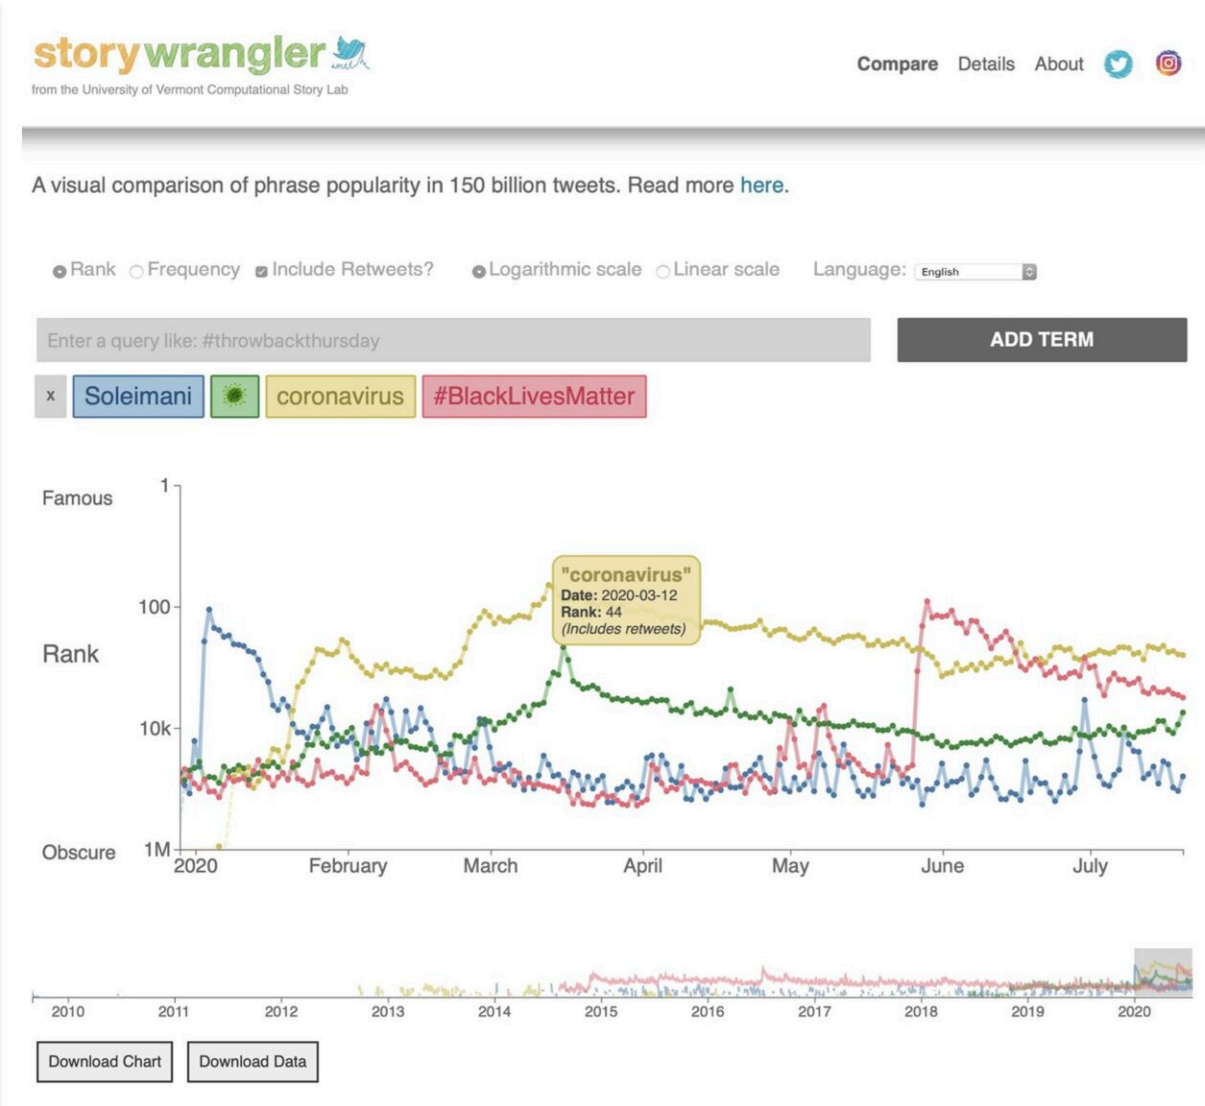 storywrangler
from the University of Vermont Computational Story Lab
Compare Details About
A visual comparison of phrase popularity in 150 billion tweets. Read more here.
Rank Frequency Include Retweets? Logarithmic scale Linear scale Language: English
Enter a query like: #throwbackthursday
ADD TERM
x Soleimani coronavirus #BlackLivesMatter
Famous
1
"coronavirus"
Date: 2020-03-12
Rank: 44
(Includes retweets)
100
Rank
10k
Obscure
1M
2020 February March April May June July
2010 2011 2012 2013 2014 2015 2016 2017 2018 2019 2020
Download Chart Download Data